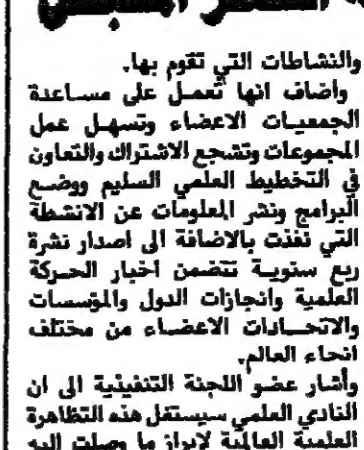 والنشاطات التي تقوم بها.
واضاف انها تعمل على مساعدة
الجمعيات الاعضاء وتسهل عمل
المجموعات وتشجع الاشتراك والتعاون
في التخطيط العلمي السليم ووضع
البرامج ونشر المعلومات عن الانشطة
التي نفذت بالاضافة الى اصدار نشرة
ربع سنوية تتضمن اخبار الحركة
العلمية وانجازات الدول والمؤسسات
والاتحادات الاعضاء من مختلف
انحاء العالم.
وأشار عضو اللجنة التنفيذية الى ان
النادي العلمي سيستغل هذه التظاهرة
العلمية العالمية لابراز ما وصلت اليه